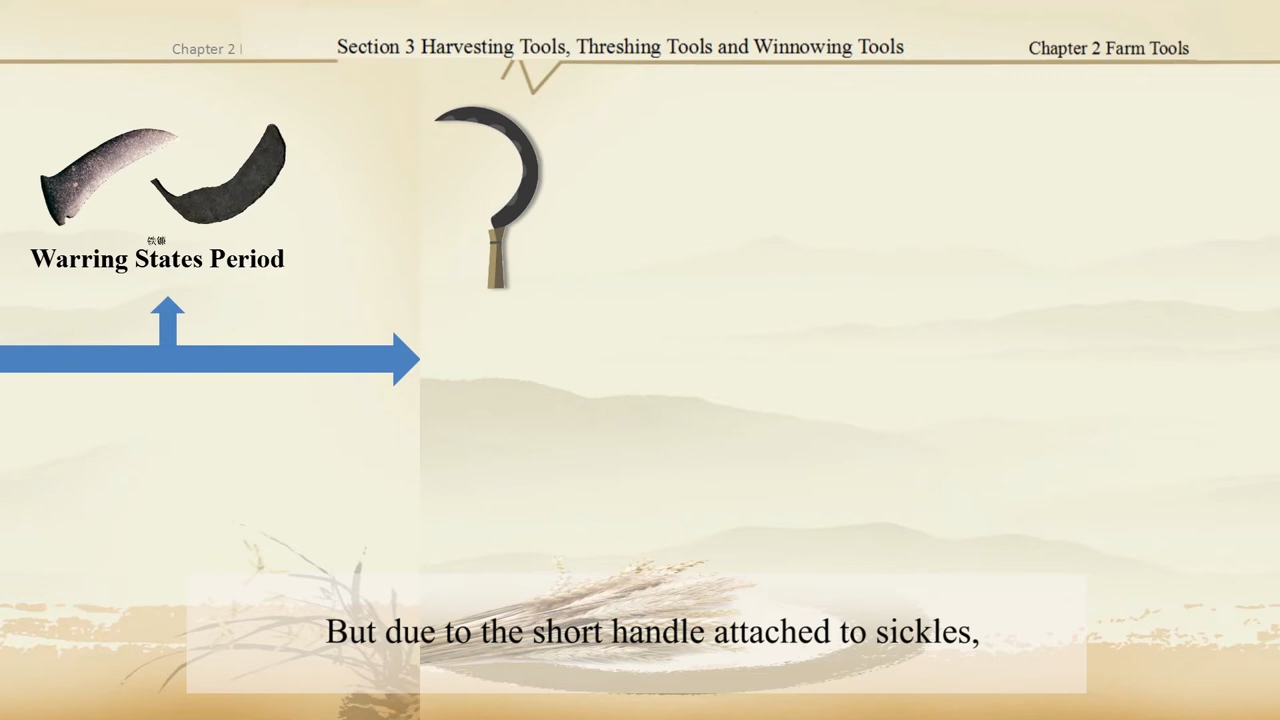 Chapter 2
Section 3 Harvesting Tools, Threshing Tools and Winnowing Tools
Chapter 2 Farm Tools
铁镰
Warring States Period
But due to the short handle attached to sickles,